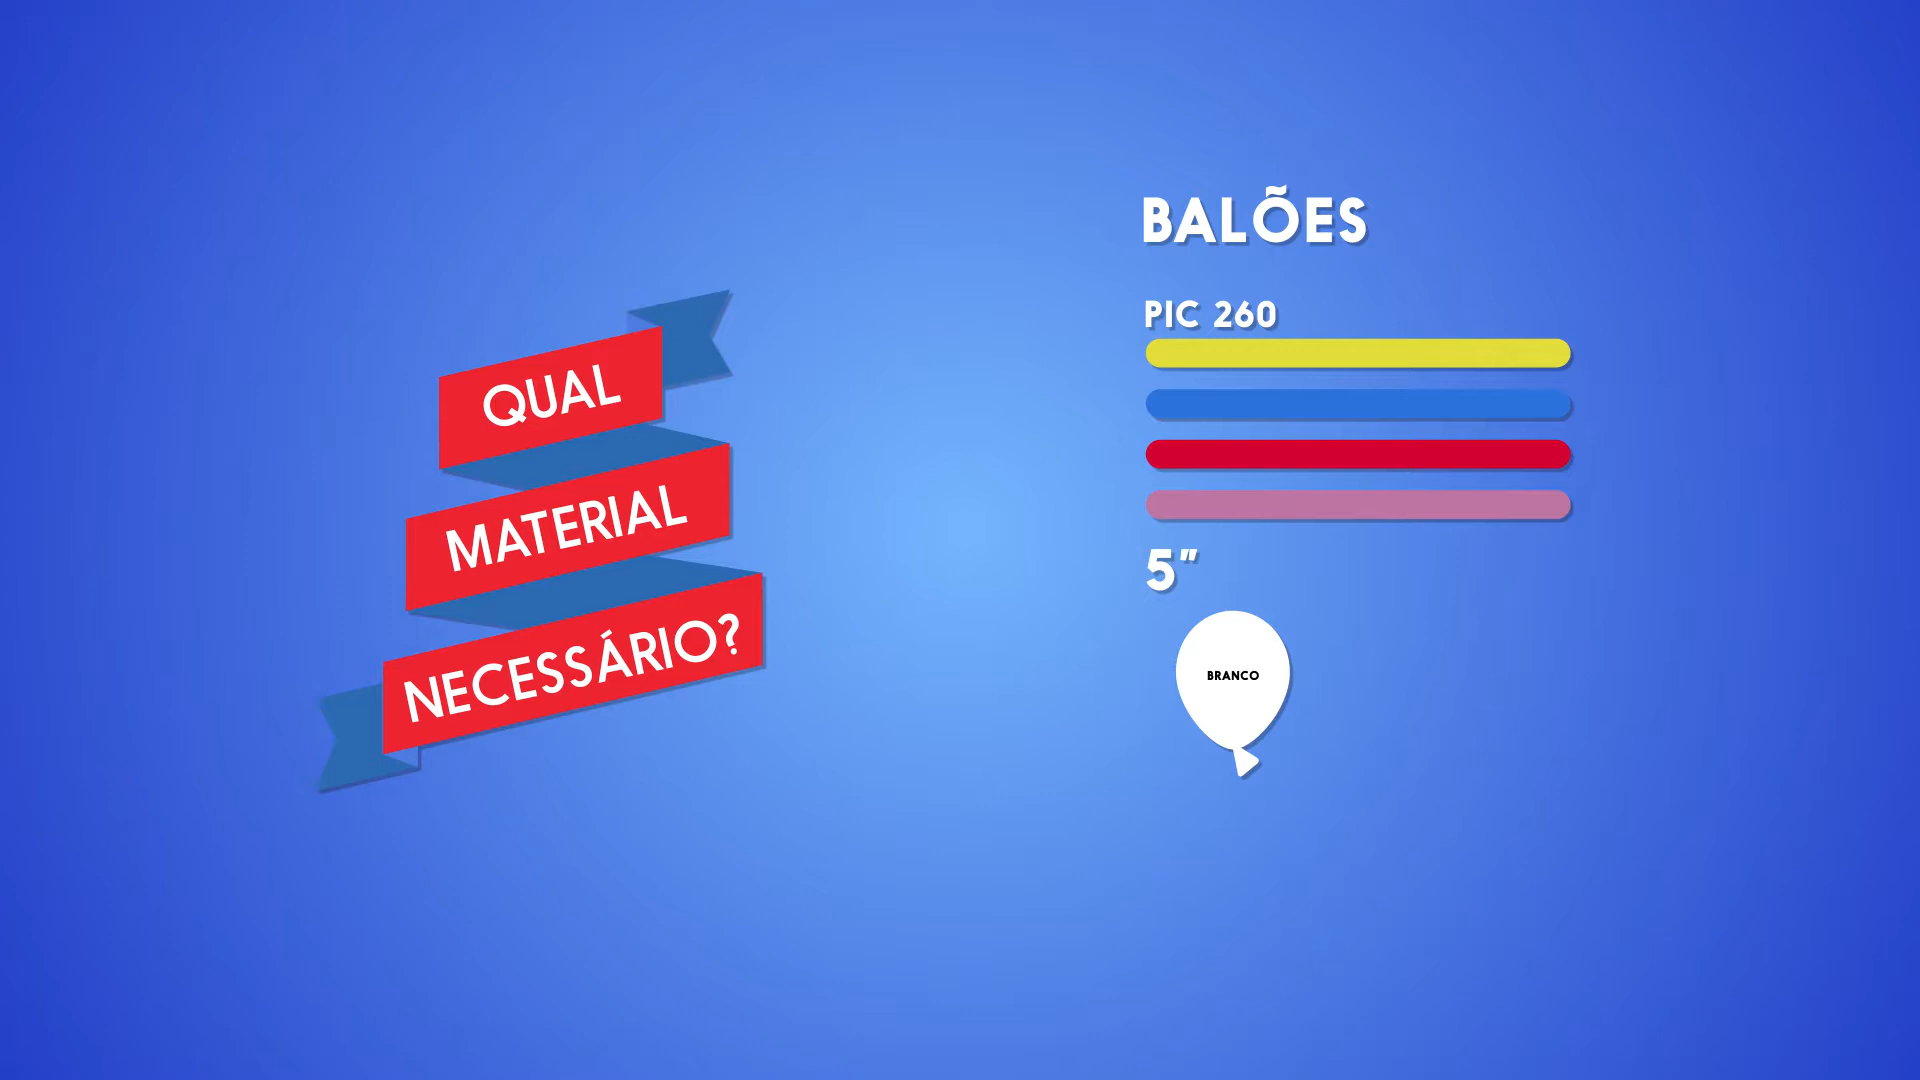 QUAL
MATERIAL
NECESSÁRIO?
BALÕES
PIC 260
5"
BRANCO